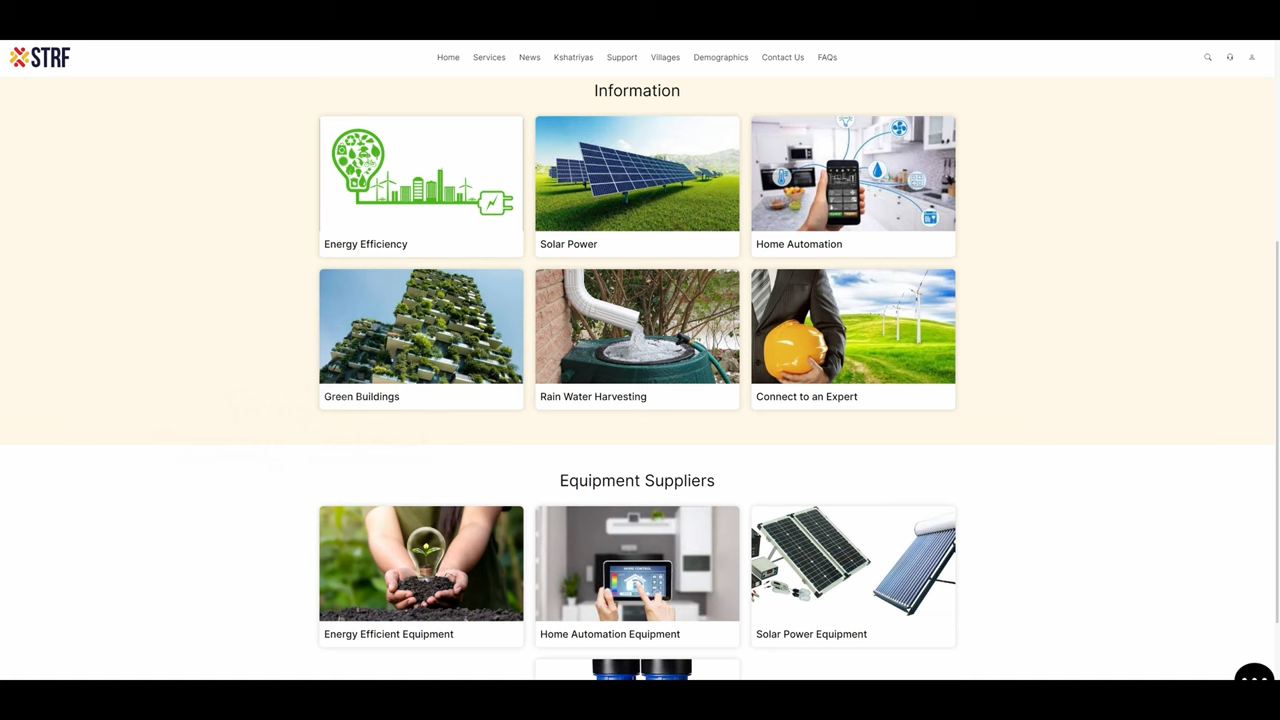 STRF
Home Services News Kshatriyas Support Villages Demographics Contact Us FAQs
Information
Energy Efficiency Solar Power Home Automation
Green Buildings Rain Water Harvesting Connect to an Expert
Equipment Suppliers
Energy Efficient Equipment Home Automation Equipment Solar Power Equipment